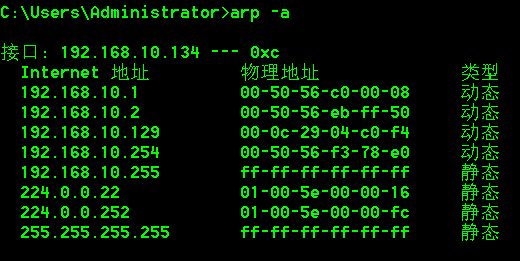 C:\Users\Administrator>arp -a
接口: 192.168.10.134 --- 0xc
Internet 地址 物理地址 类型
192.168.10.1 00-50-56-c0-00-08 动态
192.168.10.2 00-50-56-eb-ff-50 动态
192.168.10.129 00-0c-29-04-c0-f4 动态
192.168.10.254 00-50-56-f3-78-e0 动态
192.168.10.255 ff-ff-ff-ff-ff-ff 静态
224.0.0.22 01-00-5e-00-00-16 静态
224.0.0.252 01-00-5e-00-00-fc 静态
255.255.255.255 ff-ff-ff-ff-ff-ff 静态